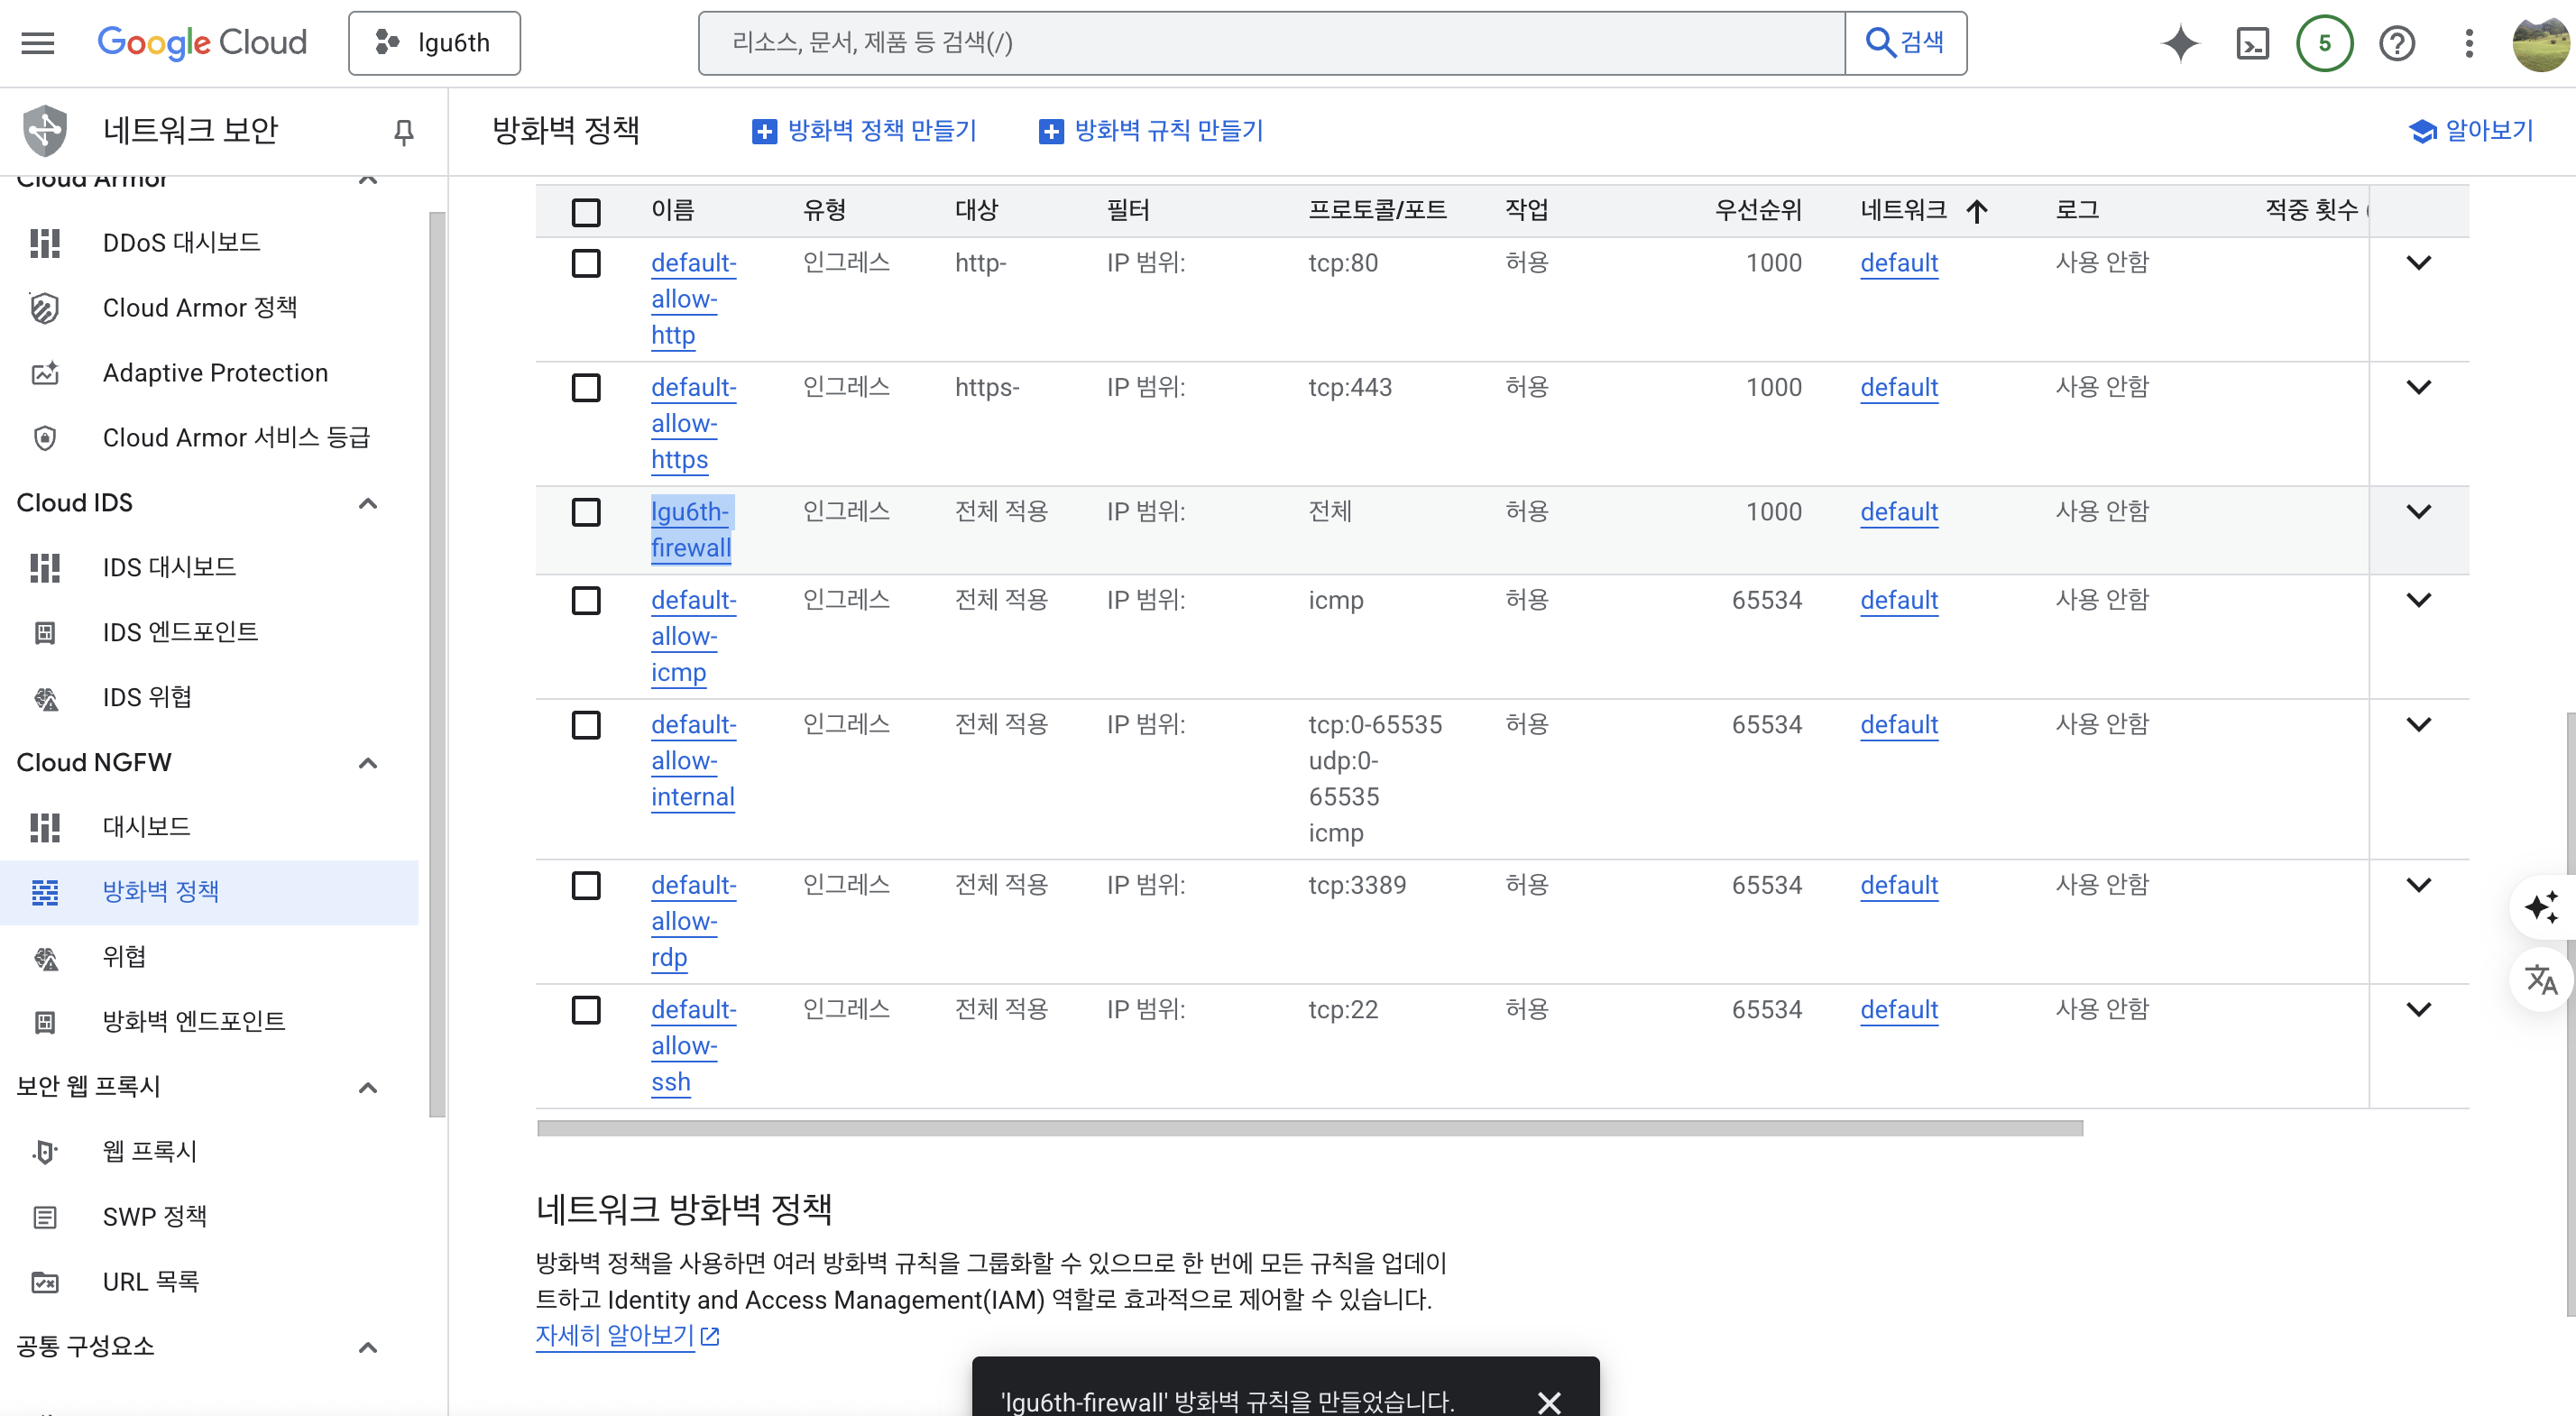 Google Cloud
lgu6th
리소스, 문서, 제품 등 검색(/)
검색
5
네트워크 보안
방화벽 정책
방화벽 정책 만들기
방화벽 규칙 만들기
알아보기
Cloud Armor
DDoS 대시보드
Cloud Armor 정책
Adaptive Protection
Cloud Armor 서비스 등급
Cloud IDS
IDS 대시보드
IDS 엔드포인트
IDS 위협
Cloud NGFW
대시보드
방화벽 정책
위협
방화벽 엔드포인트
보안 웹 프록시
웹 프록시
SWP 정책
URL 목록
공통 구성요소
이름 유형 대상 필터 프로토콜/포트 작업 우선순위 네트워크 로그 적중 횟수
default- 인그레스 http- IP 범위: tcp:80 허용 1000 default 사용 안함
allow-
http
default- 인그레스 https- IP 범위: tcp:443 허용 1000 default 사용 안함
allow-
https
lgu6th- 인그레스 전체 적용 IP 범위: 전체 허용 1000 default 사용 안함
firewall
default- 인그레스 전체 적용 IP 범위: icmp 허용 65534 default 사용 안함
allow-
icmp
default- 인그레스 전체 적용 IP 범위: tcp:0-65535 허용 65534 default 사용 안함
allow- udp:0-
internal 65535
icmp
default- 인그레스 전체 적용 IP 범위: tcp:3389 허용 65534 default 사용 안함
allow-
rdp
default- 인그레스 전체 적용 IP 범위: tcp:22 허용 65534 default 사용 안함
allow-
ssh
네트워크 방화벽 정책
방화벽 정책을 사용하면 여러 방화벽 규칙을 그룹화할 수 있으므로 한 번에 모든 규칙을 업데이
트하고 Identity and Access Management(IAM) 역할로 효과적으로 제어할 수 있습니다.
자세히 알아보기
'lgu6th-firewall' 방화벽 규칙을 만들었습니다.